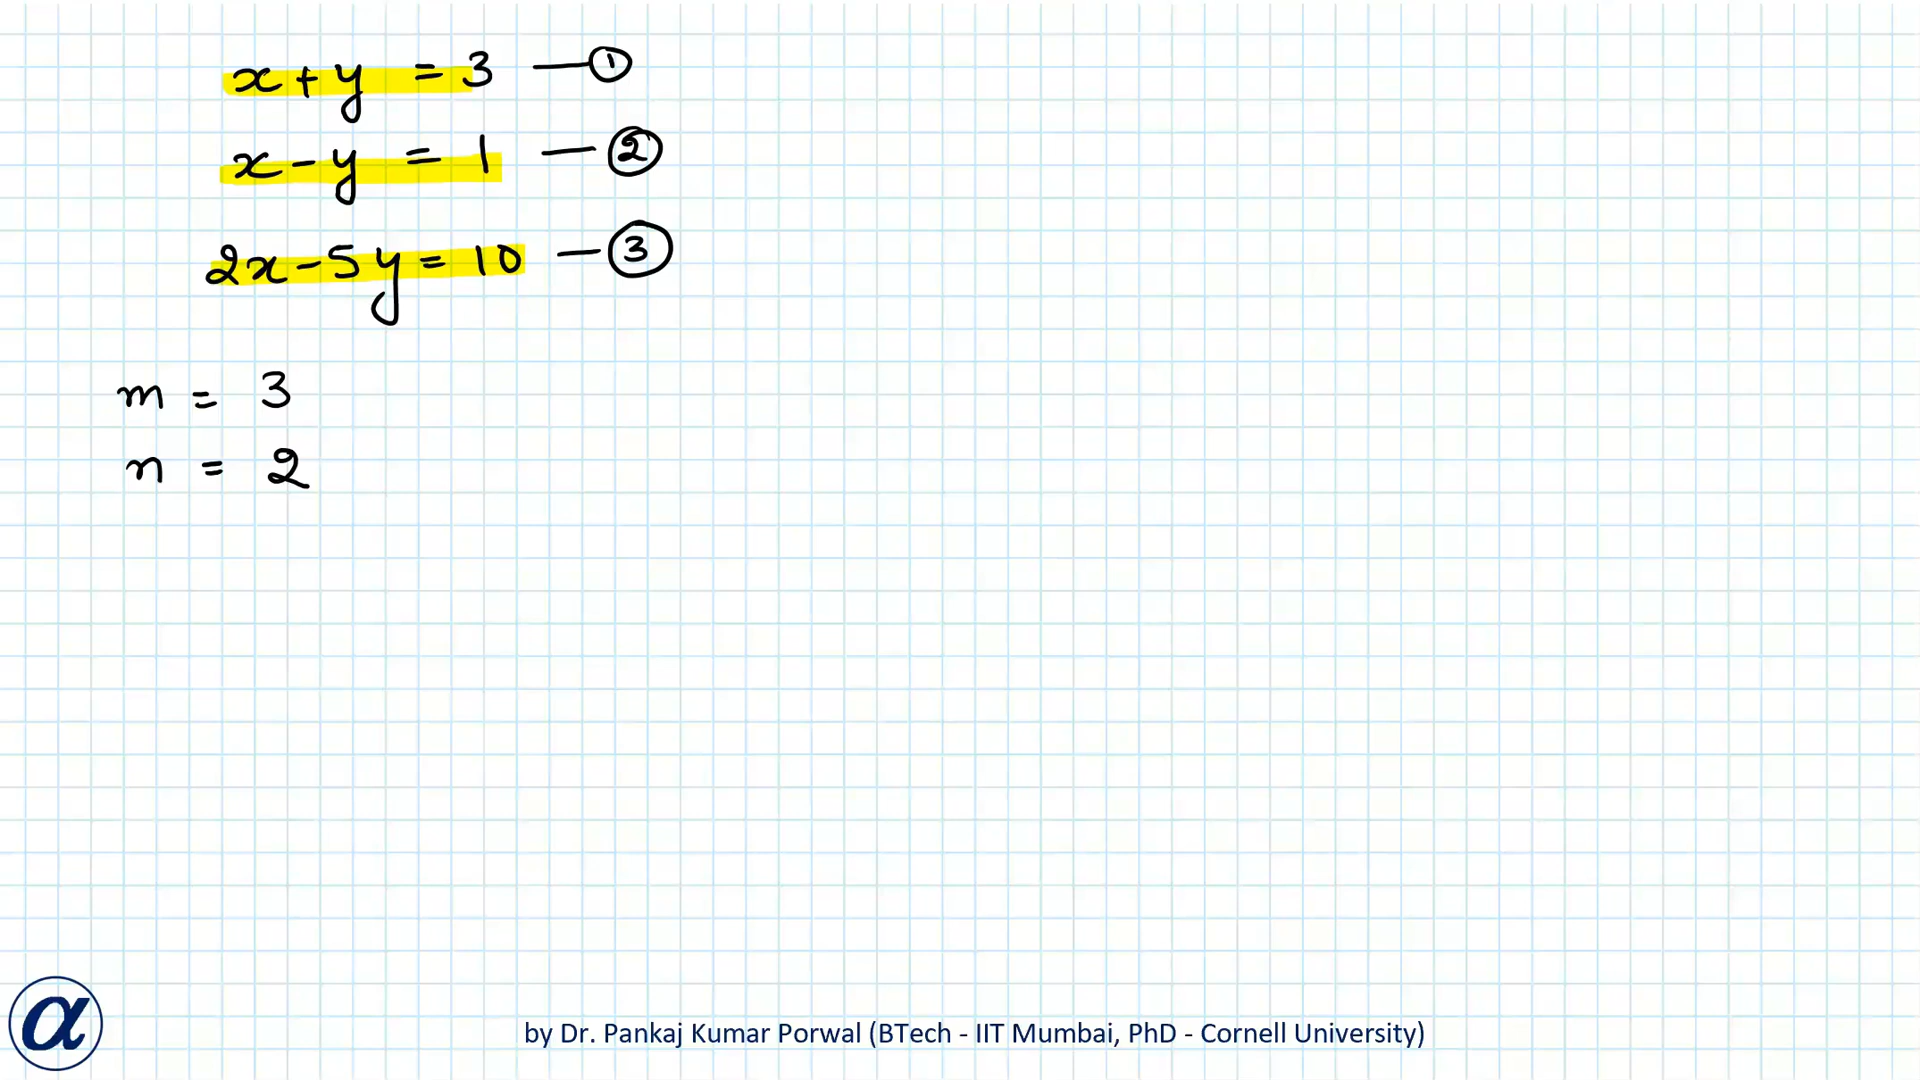 x + y = 3 — ①
x - y = 1 — ②
2x - 5y = 10 — ③
m = 3
n = 2
α
by Dr. Pankaj Kumar Porwal (BTech - IIT Mumbai, PhD - Cornell University)